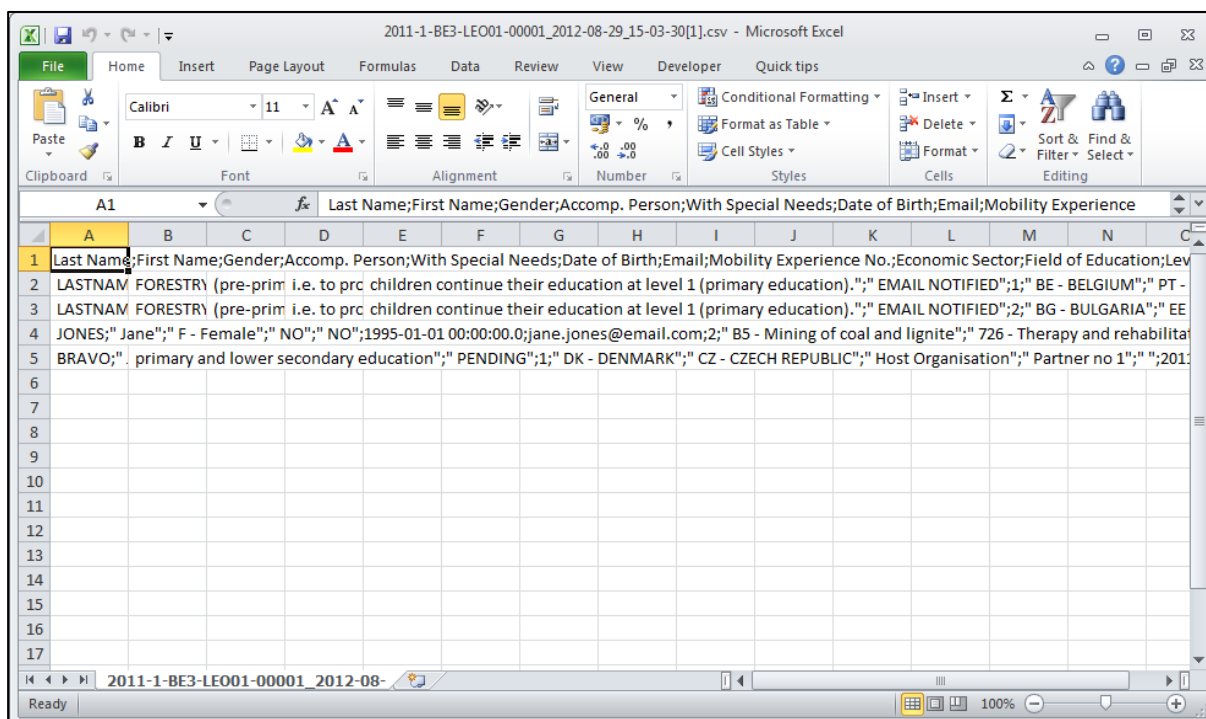 2011-1-BE3-LEO01-00001_2012-08-29_15-03-30[1].csv - Microsoft Excel
File Home Insert Page Layout Formulas Data Review View Developer Quick tips
Calibri 11 A A General Conditional Formatting Insert Σ
Paste % , Format as Table Delete Sort & Find &
B I U A .0 .00 .00 .0 Cell Styles Format Filter Select
Clipboard Font Alignment Number Styles Cells Editing
A1 fx Last Name;First Name;Gender;Accomp. Person;With Special Needs;Date of Birth;Email;Mobility Experience
A B C D E F G H I J K L M N C
1 Last Name;First Name;Gender;Accomp. Person;With Special Needs;Date of Birth;Email;Mobility Experience No.;Economic Sector;Field of Education;Lev
2 LASTNAM FORESTRY (pre-prim i.e. to pro children continue their education at level 1 (primary education).";" EMAIL NOTIFIED";1;" BE - BELGIUM";" PT -
3 LASTNAM FORESTRY (pre-prim i.e. to pro children continue their education at level 1 (primary education).";" EMAIL NOTIFIED";2;" BG - BULGARIA";" EE
4 JONES;" Jane";" F - Female";" NO";" NO";1995-01-01 00:00:00.0;jane.jones@email.com;2;" B5 - Mining of coal and lignite";" 726 - Therapy and rehabilitat
5 BRAVO;" . primary and lower secondary education";" PENDING";1;" DK - DENMARK";" CZ - CZECH REPUBLIC";" Host Organisation";" Partner no 1";" ";201
6
7
8
9
10
11
12
13
14
15
16
17
2011-1-BE3-LEO01-00001_2012-08-
Ready 100%